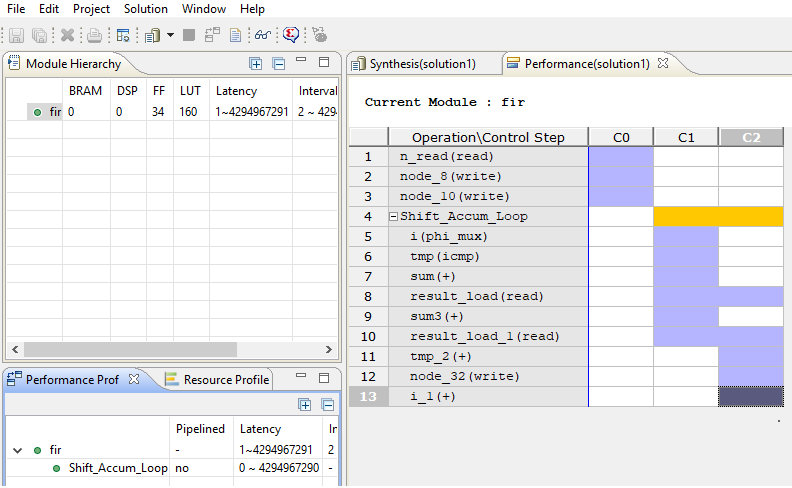 File Edit Project Solution Window Help
Module Hierarchy
BRAM DSP FF LUT Latency Interval
fir 0 0 34 160 1~4294967291 2 ~ 429
Performance Prof Resource Profile
Pipelined Latency In
fir - 1~4294967291 2
Shift_Accum_Loop no 0 ~ 4294967290 -
Synthesis(solution1) Performance(solution1)
Current Module : fir
Operation\Control Step C0 C1 C2
1 n_read(read)
2 node_8(write)
3 node_10(write)
4 Shift_Accum_Loop
5 i(phi_mux)
6 tmp(icmp)
7 sum(+)
8 result_load(read)
9 sum3(+)
10 result_load_1(read)
11 tmp_2(+)
12 node_32(write)
13 i_1(+)